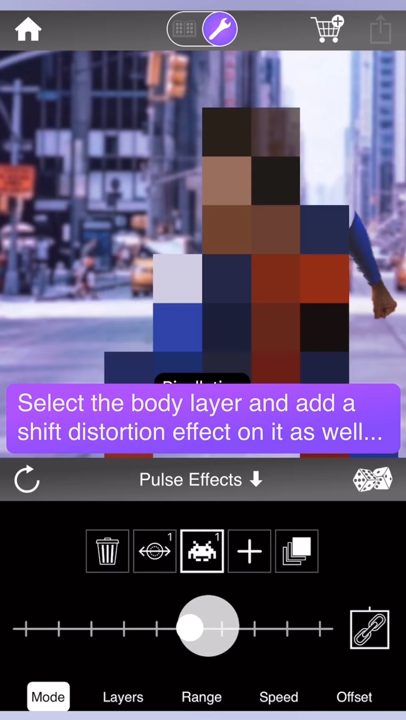 Select the body layer and add a
shift distortion effect on it as well...
Pulse Effects
1
1
Mode
Layers
Range
Speed
Offset